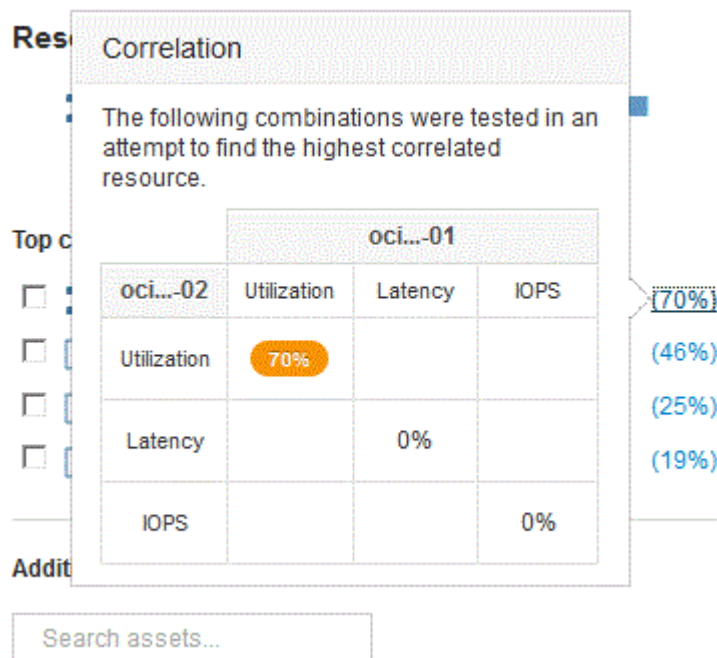 Correlation
The following combinations were tested in an
attempt to find the highest correlated
resource.
Top c
oci...-01
oci...-02 Utilization Latency IOPS
(70%)
Utilization 70%
(46%)
(25%)
Latency 0%
(19%)
IOPS 0%
Addit
Search assets...